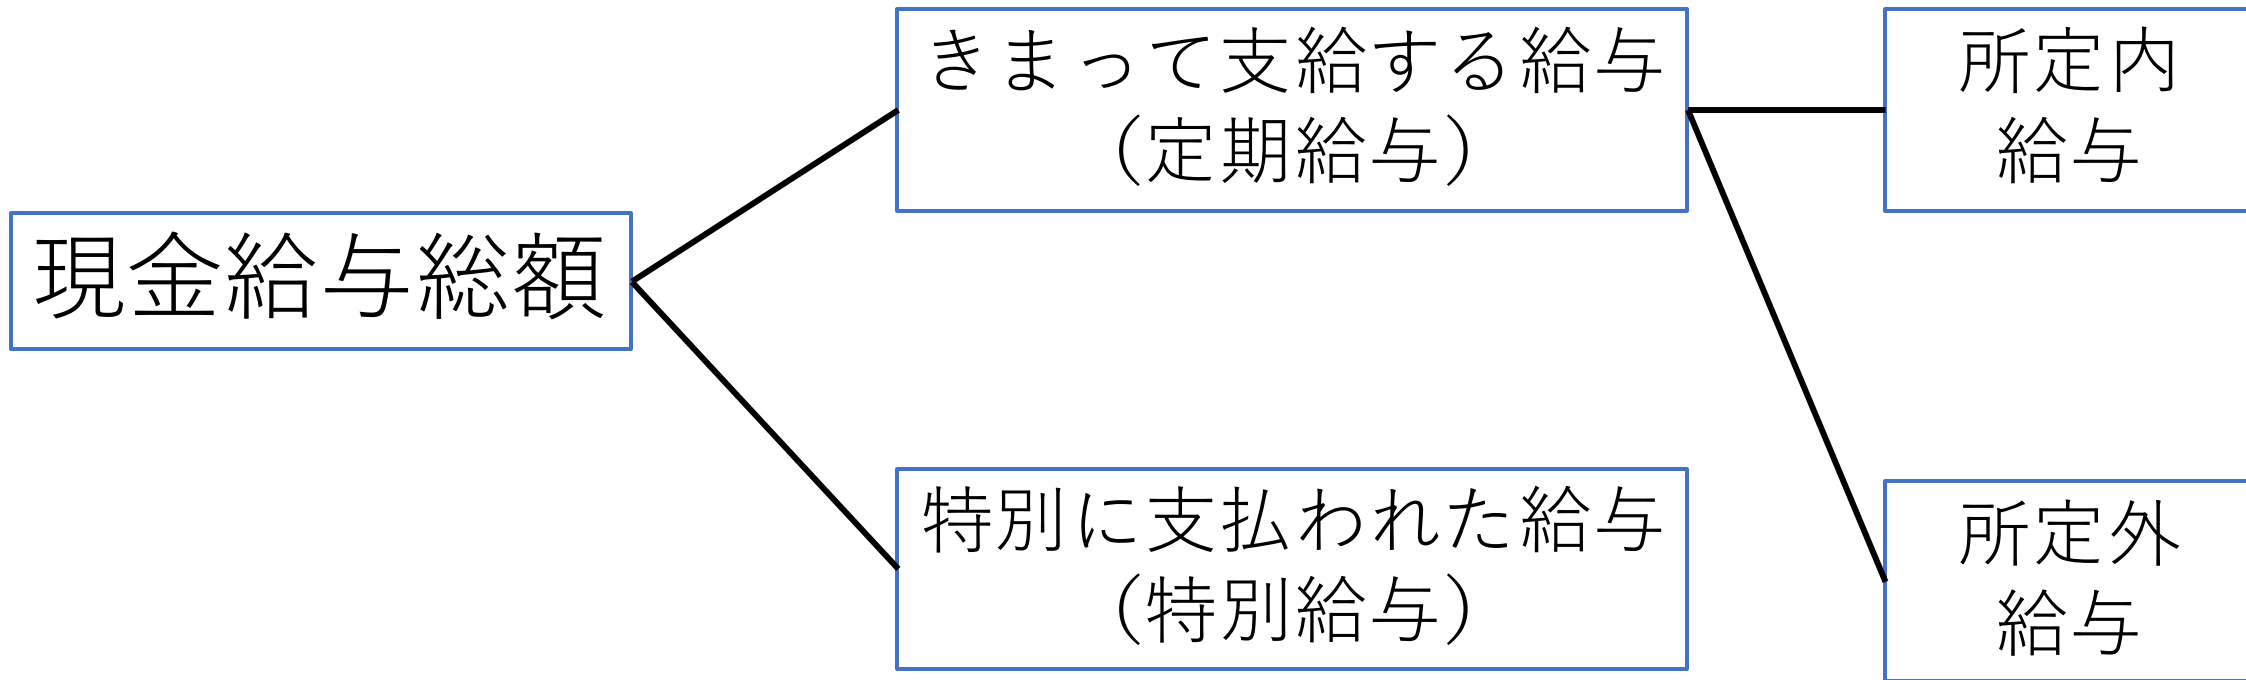 現金給与総額
きまって支給する給与
（定期給与）
特別に支払われた給与
（特別給与）
所定内
給与
所定外
給与